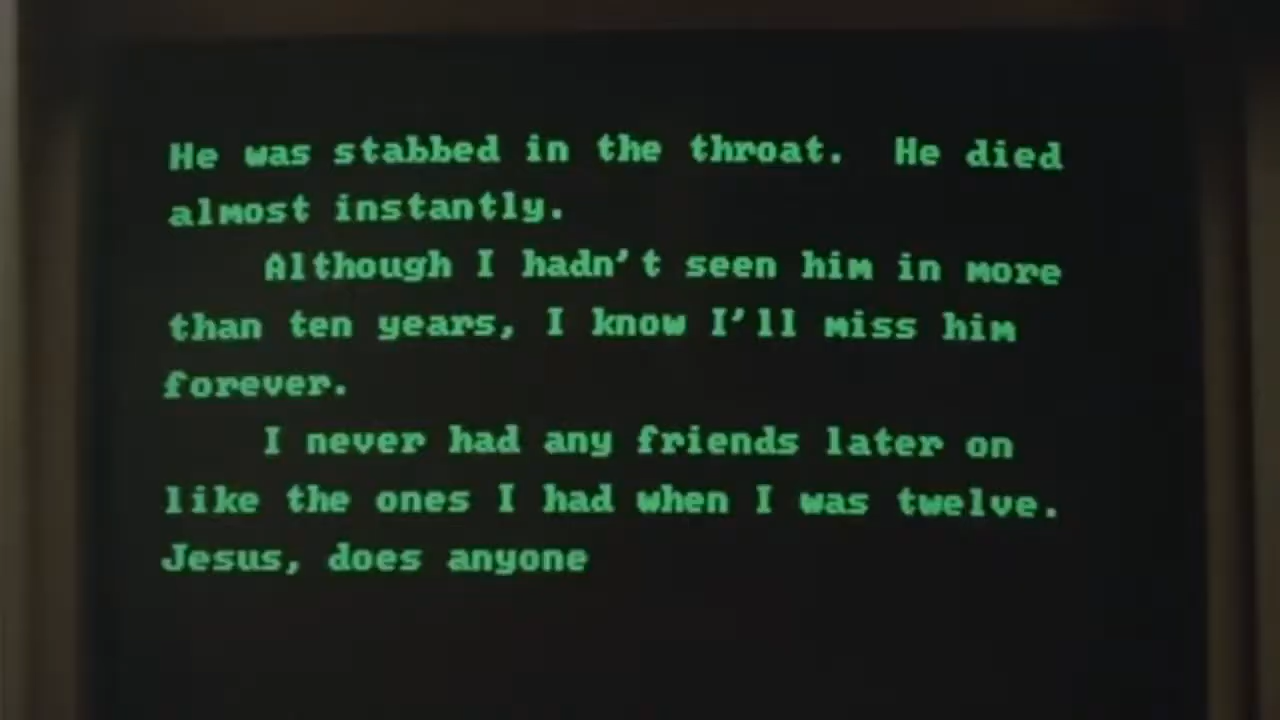 He was stabbed in the throat.  He died
almost instantly.
Although I hadn't seen him in more
than ten years, I know I'll miss him
forever.
I never had any friends later on
like the ones I had when I was twelve.
Jesus, does anyone